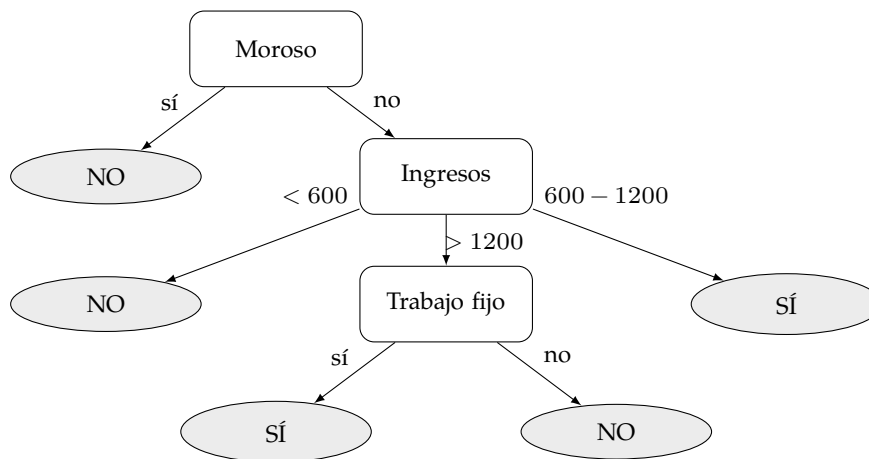 Moroso
sí
no
NO
Ingresos
< 600
600 − 1200
> 1200
NO
Trabajo fijo
SÍ
sí
no
SÍ
NO